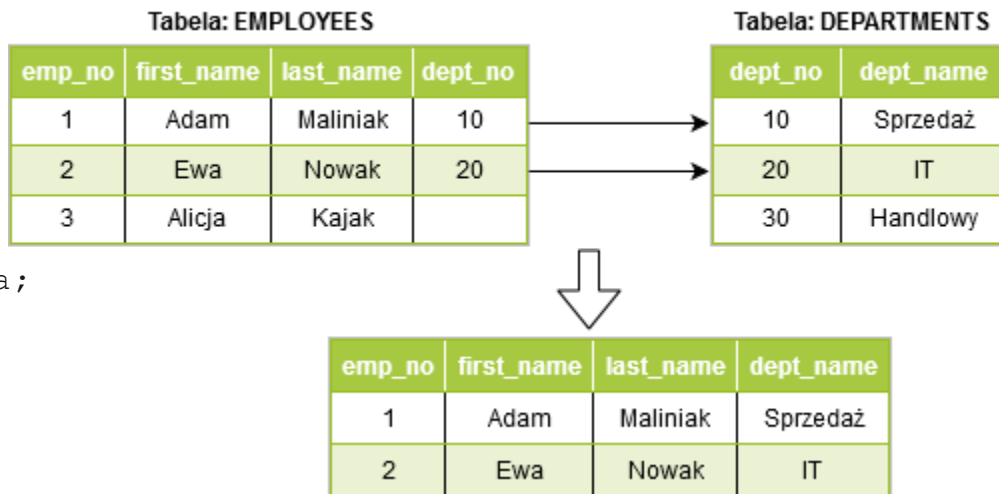 Tabela: EMPLOYEES
emp_no first_name last_name dept_no
1 Adam Maliniak 10
2 Ewa Nowak 20
3 Alicja Kajak
Tabela: DEPARTMENTS
dept_no dept_name
10 Sprzedaż
20 IT
30 Handlowy
a;
emp_no first_name last_name dept_name
1 Adam Maliniak Sprzedaż
2 Ewa Nowak IT